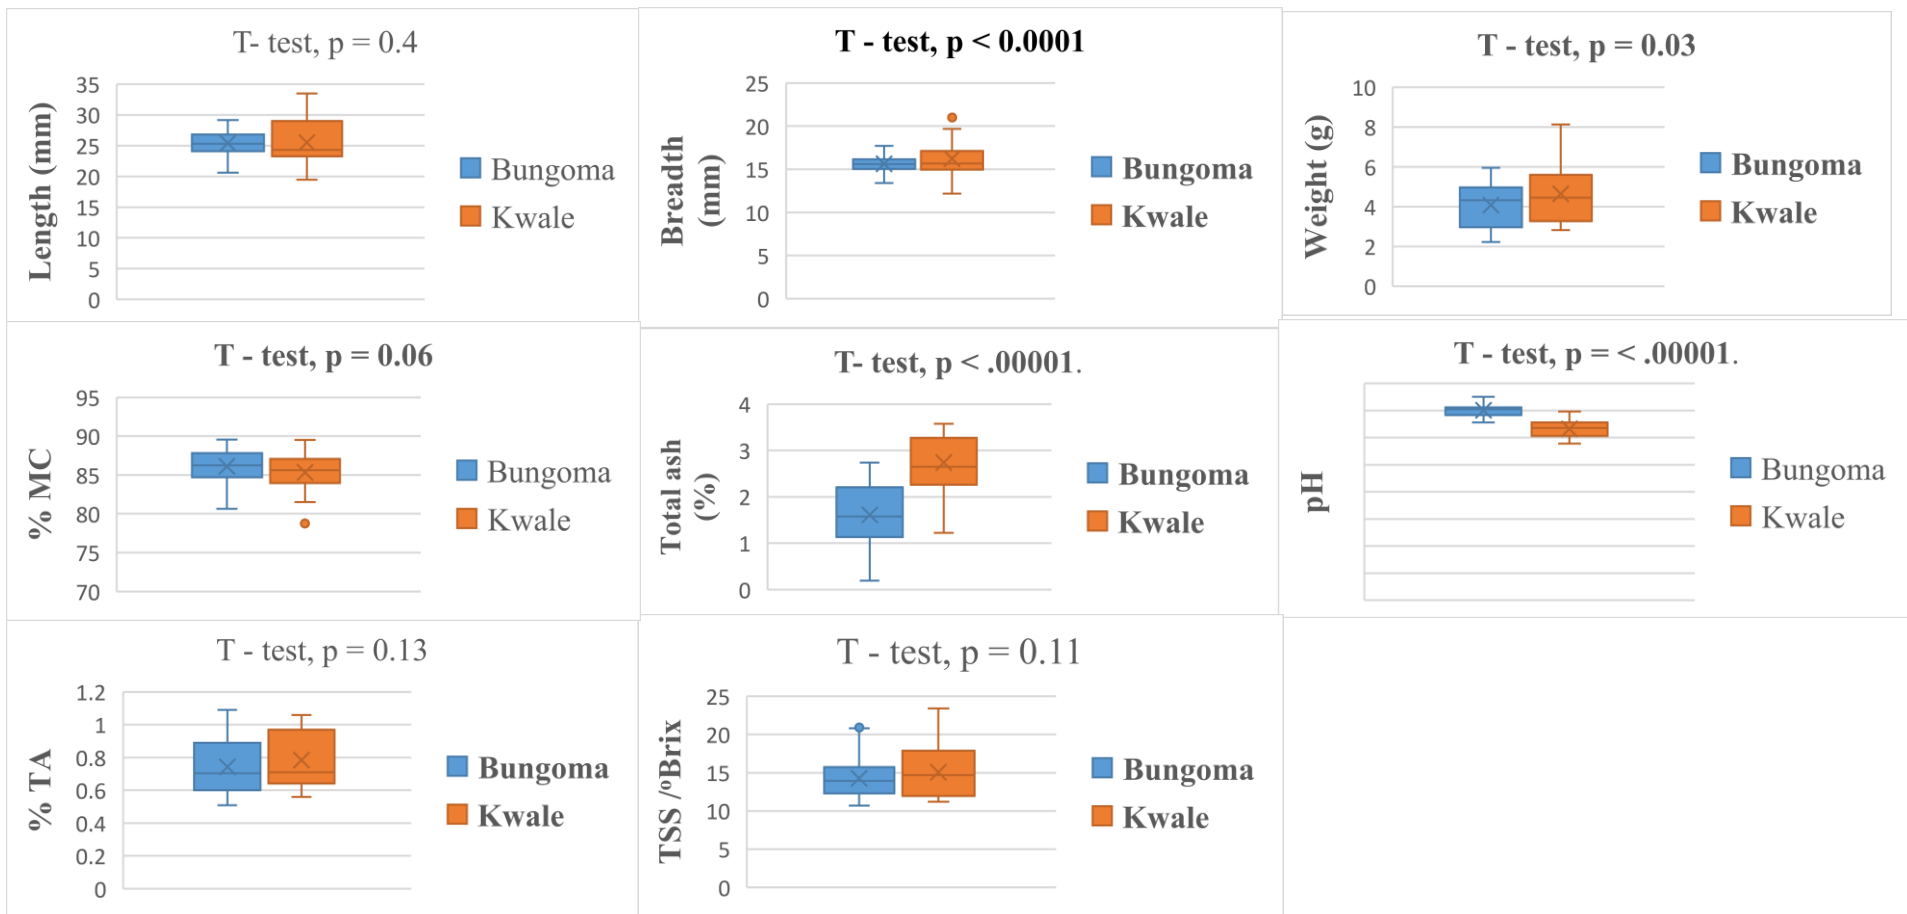 T- test, p = 0.4
Length (mm)
35
30
25
20
15
10
5
0
Bungoma
Kwale
T - test, p < 0.0001
Breadth
(mm)
25
20
15
10
5
0
Bungoma
Kwale
T - test, p = 0.03
Weight (g)
10
8
6
4
2
0
Bungoma
Kwale
T - test, p = 0.06
% MC
95
90
85
80
75
70
Bungoma
Kwale
T- test, p < .00001.
Total ash
(%)
4
3
2
1
0
Bungoma
Kwale
T - test, p = < .00001.
pH
Bungoma
Kwale
T - test, p = 0.13
% TA
1.2
1
0.8
0.6
0.4
0.2
0
Bungoma
Kwale
T - test, p = 0.11
TSS /ºBrix
25
20
15
10
5
0
Bungoma
Kwale